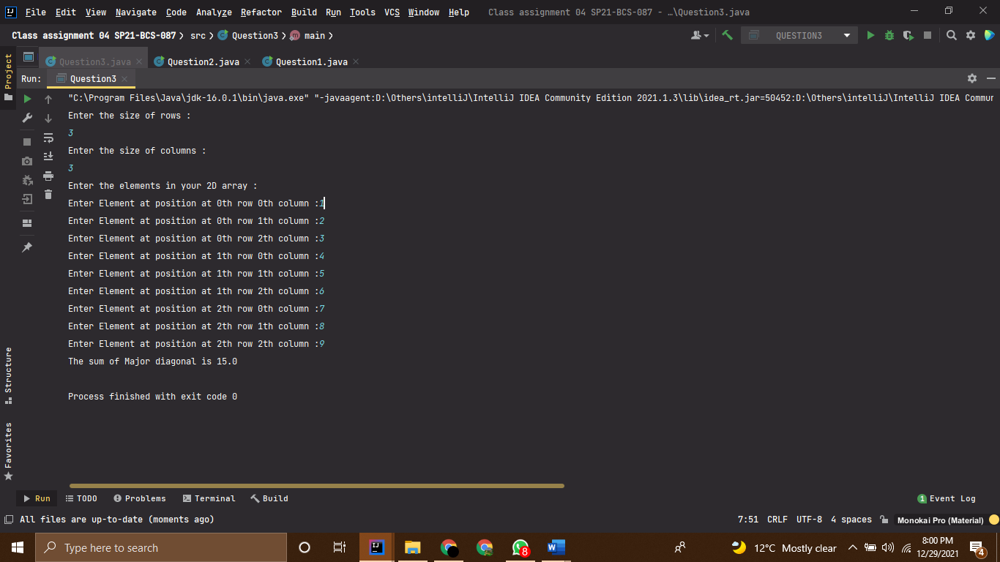 File Edit View Navigate Code Analyze Refactor Build Run Tools VCS Window Help Class assignment 04 SP21-BCS-087 - …\Question3.java
Class assignment 04 SP21-BCS-087 src Question3 main QUESTION3
Question3.java Question2.java Question1.java
Project
Run: Question3
"C:\Program Files\Java\jdk-16.0.1\bin\java.exe" "-javaagent:D:\Others\intelliJ\IntelliJ IDEA Community Edition 2021.1.3\lib\idea_rt.jar=50452:D:\Others\intelliJ\IntelliJ IDEA Commun
Enter the size of rows :
3
Enter the size of columns :
3
Enter the elements in your 2D array :
Enter Element at position at 0th row 0th column :1
Enter Element at position at 0th row 1th column :2
Enter Element at position at 0th row 2th column :3
Enter Element at position at 1th row 0th column :4
Enter Element at position at 1th row 1th column :5
Enter Element at position at 1th row 2th column :6
Enter Element at position at 2th row 0th column :7
Enter Element at position at 2th row 1th column :8
Enter Element at position at 2th row 2th column :9
The sum of Major diagonal is 15.0
Process finished with exit code 0
Structure
Favorites
Run TODO Problems Terminal Build 1 Event Log
All files are up-to-date (moments ago) 7:51 CRLF UTF-8 4 spaces Monokai Pro (Material)
Type here to search 8 12°C Mostly clear 8:00 PM 4
12/29/2021